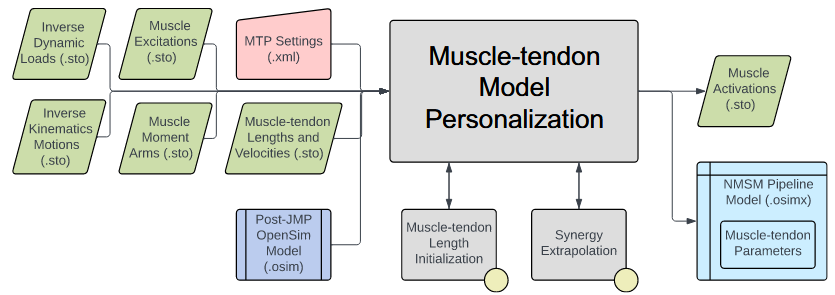 Inverse
Dynamic
Loads (.sto)
Muscle
Excitations
(.sto)
MTP Settings
(.xml)
Inverse
Kinematics
Motions
(.sto)
Muscle
Moment
Arms (.sto)
Muscle-tendon
Lengths and
Velocities (.sto)
Post-JMP
OpenSim
Model
(.osim)
Muscle-tendon
Model
Personalization
Muscle-tendon
Length
Initialization
Synergy
Extrapolation
Muscle
Activations
(.sto)
NMSM Pipeline
Model (.osimx)
Muscle-tendon
Parameters